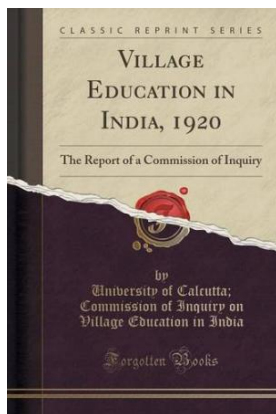 CLASSIC REPRINT SERIES
VILLAGE
EDUCATION IN
INDIA, 1920
The Report of a Commission of Inquiry
by
University of Calcutta;
Commission of Inquiry on
Village Education in India
Forgotten Books